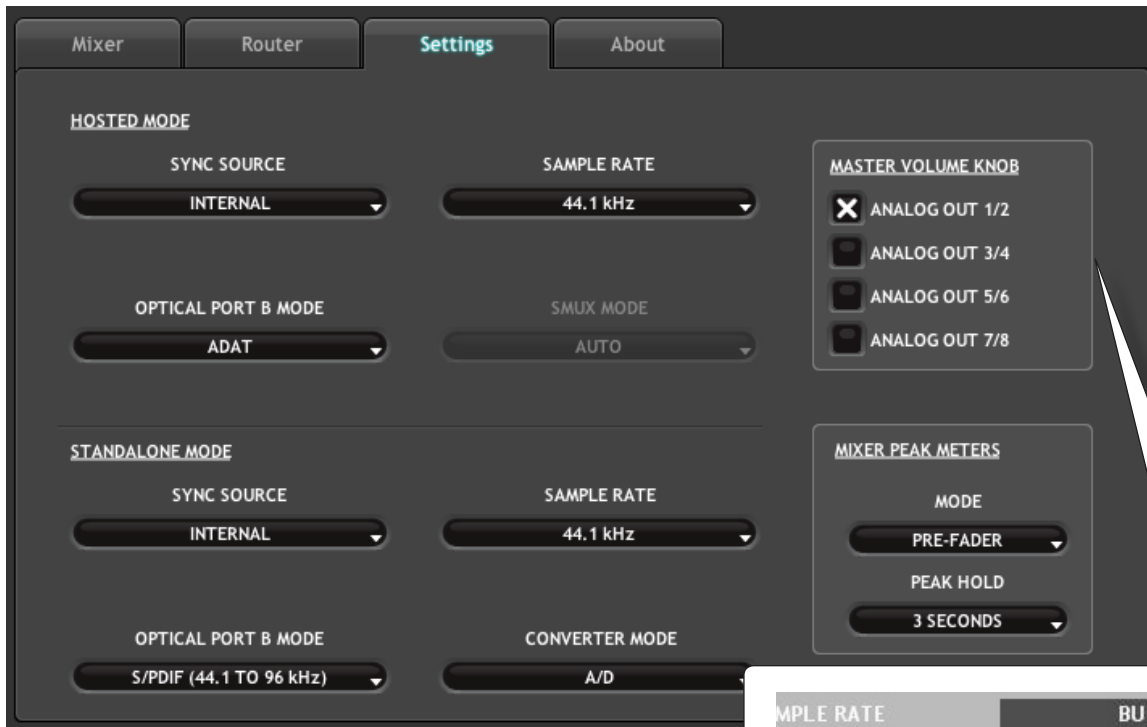 Mixer Router Settings About
HOSTED MODE
SYNC SOURCE SAMPLE RATE
INTERNAL 44.1 kHz
OPTICAL PORT B MODE SMUX MODE
ADAT AUTO
STANDALONE MODE
SYNC SOURCE SAMPLE RATE
INTERNAL 44.1 kHz
OPTICAL PORT B MODE CONVERTER MODE
S/PDIF (44.1 TO 96 kHz) A/D
MASTER VOLUME KNOB
ANALOG OUT 1/2
ANALOG OUT 3/4
ANALOG OUT 5/6
ANALOG OUT 7/8
MIXER PEAK METERS
MODE
PRE-FADER
PEAK HOLD
3 SECONDS
MPLE RATE BU